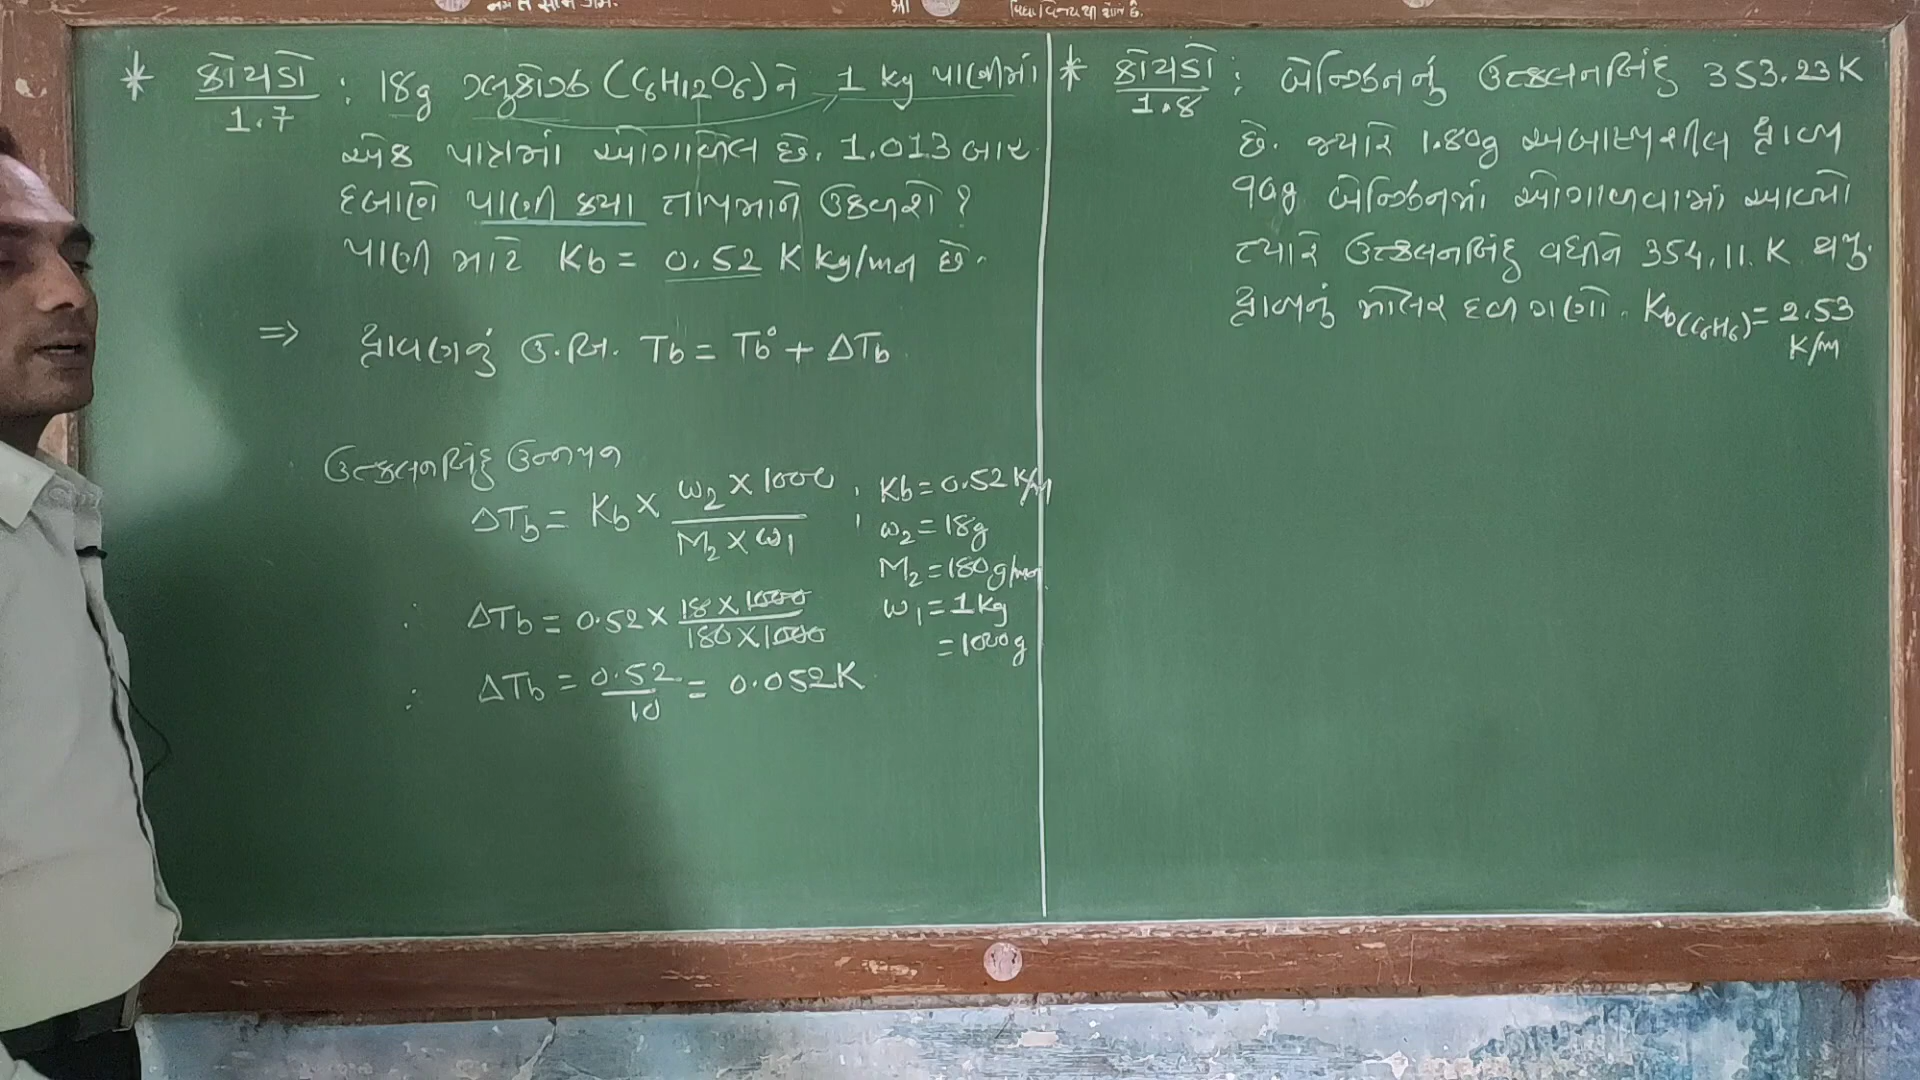 * કોયડો 1.7 : 18g ગ્લુકોઝ (C6H12O6) ને 1 kg પાણીમાં
એક પાત્રમાં ઓગાળેલ છે. 1.013 બાર
દબાણે પાણી કયા તાપમાને ઉકળશે?
પાણી માટે Kb = 0.52 K kg/mol છે.
⇒ દ્રાવણનું ઉ.બિં. Tb = Tb° + ΔTb
ઉત્કલનબિંદુ ઉન્નયન
ΔTb = Kb × w2 × 1000 / M2 × w1
∴ ΔTb = 0.52 × 18 × 1000 / 180 × 1000
∴ ΔTb = 0.52 / 10 = 0.052 K
Kb = 0.52 K/m
w2 = 18g
M2 = 180 g/mol
w1 = 1 kg
= 1000g
* કોયડો 1.8 : બેન્ઝિનનું ઉત્કલનબિંદુ 353.23 K
છે. જ્યારે 1.80g અબાષ્પશીલ દ્રાવ્ય
90g બેન્ઝિનમાં ઓગાળવામાં આવ્યો
ત્યારે ઉત્કલનબિંદુ વધીને 354.11 K થયુ.
દ્રાવ્યનું મોલર દળ ગણો. Kb(C6H6) = 2.53
K/m